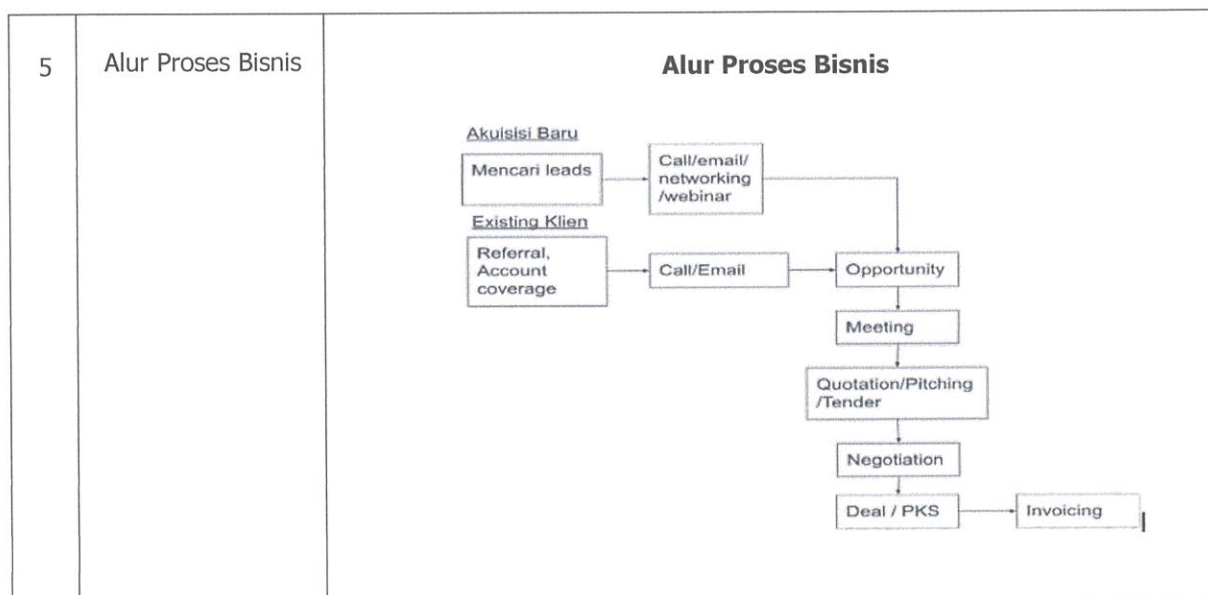 5
Alur Proses Bisnis
Alur Proses Bisnis
Akuisisi Baru
Mencari leads
Call/email/
networking
/webinar
Existing Klien
Referral,
Account
coverage
Call/Email
Opportunity
Meeting
Quotation/Pitching
/Tender
Negotiation
Deal / PKS
Invoicing